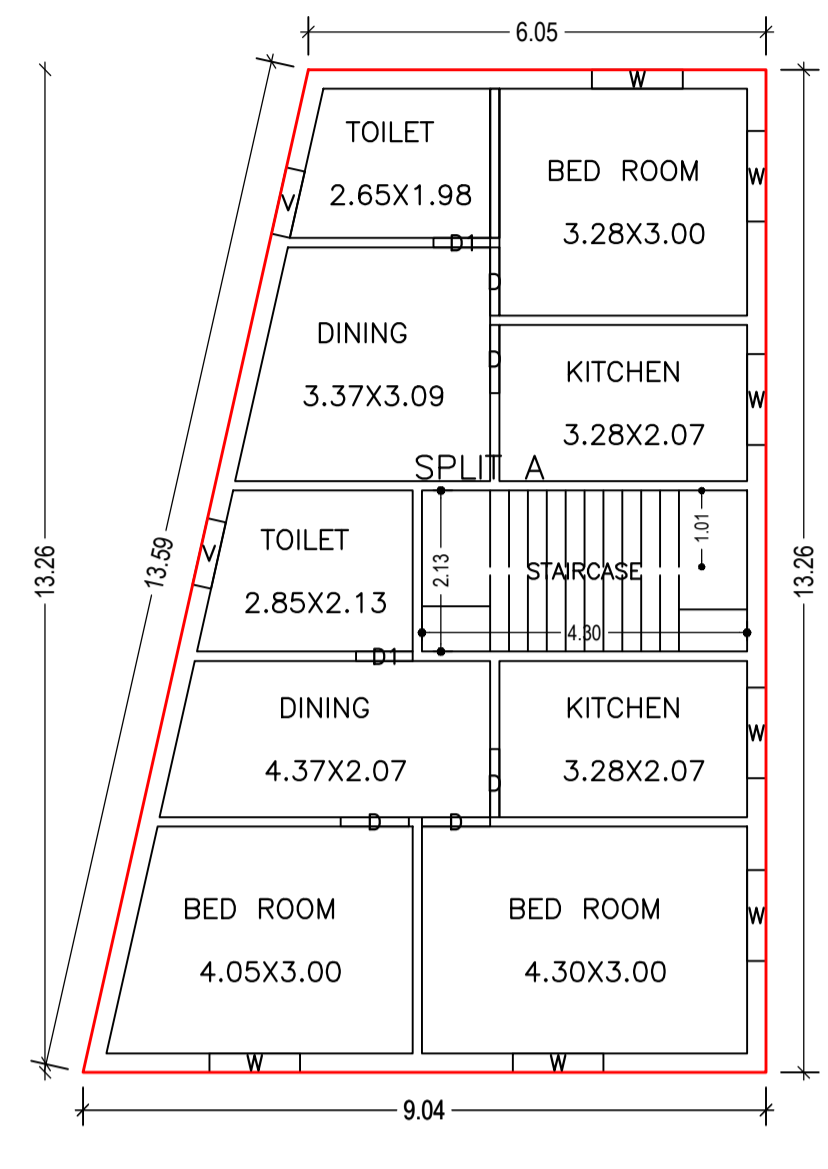 6.05
W
TOILET
2.65X1.98
BED ROOM
3.28X3.00
W
V
D1
D
DINING
3.37X3.09
D
KITCHEN
3.28X2.07
W
SPLIT A
13.26
13.59
V
TOILET
2.85X2.13
2.13
STAIRCASE
1.01
4.30
13.26
D1
DINING
4.37X2.07
KITCHEN
3.28X2.07
W
D
D
D
BED ROOM
4.05X3.00
BED ROOM
4.30X3.00
W
W
W
9.04